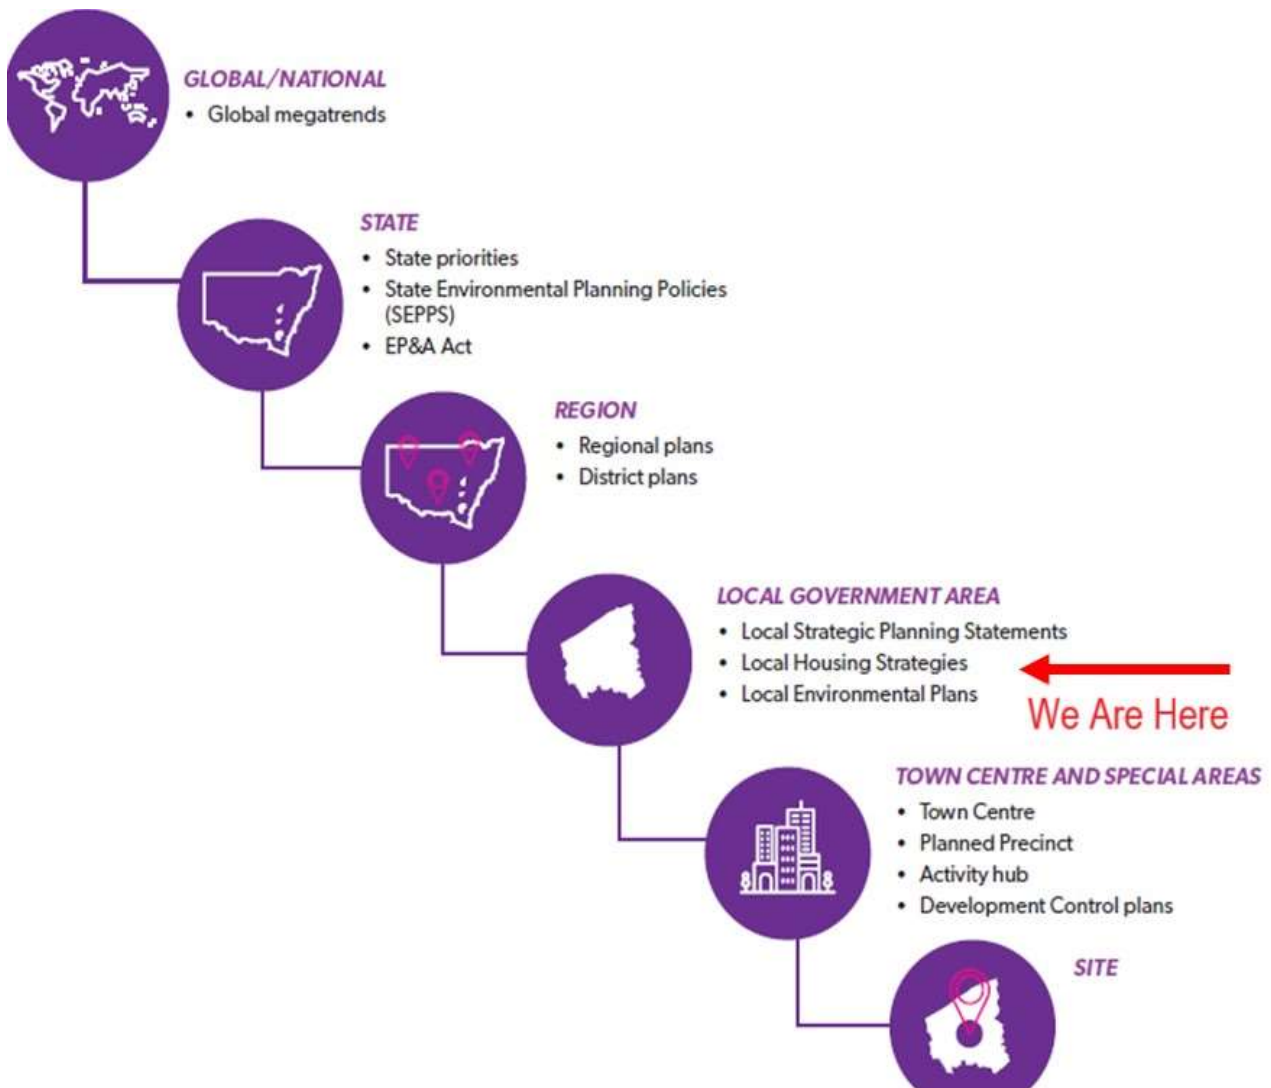 GLOBAL/NATIONAL
• Global megatrends
STATE
• State priorities
• State Environmental Planning Policies
(SEPPS)
• EP&A Act
REGION
• Regional plans
• District plans
LOCAL GOVERNMENT AREA
• Local Strategic Planning Statements
• Local Housing Strategies
• Local Environmental Plans
We Are Here
TOWN CENTRE AND SPECIAL AREAS
• Town Centre
• Planned Precinct
• Activity hub
• Development Control plans
SITE